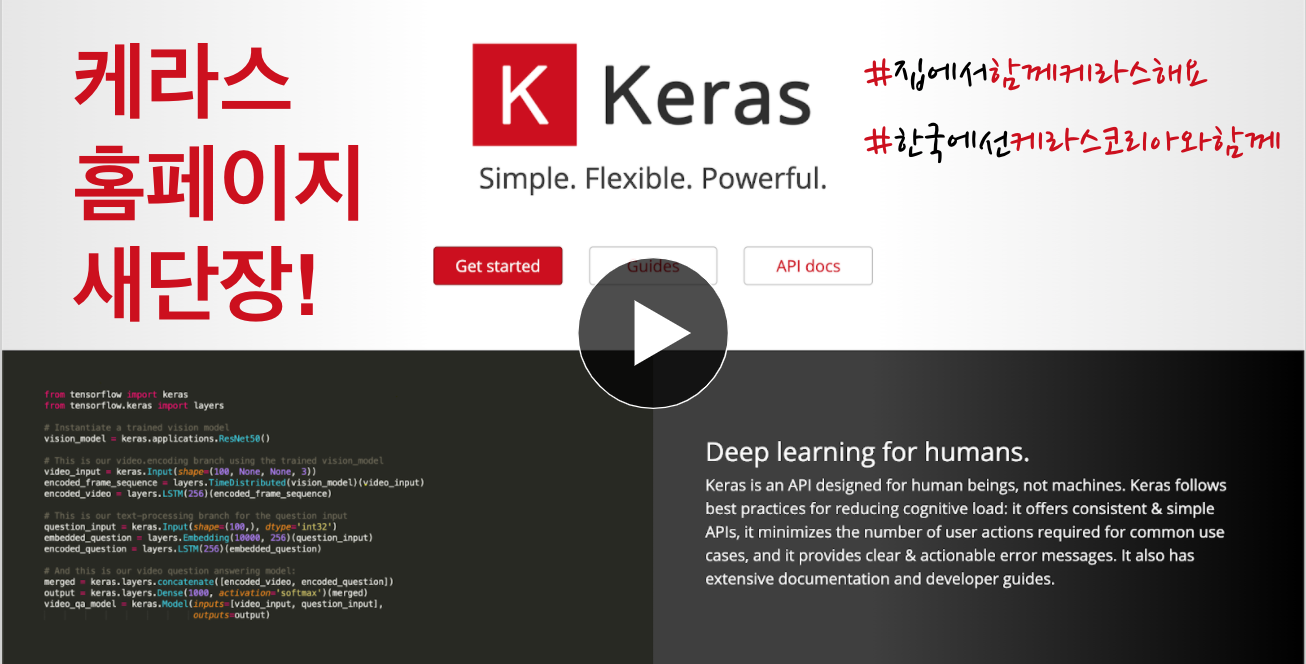 케라스
홈페이지
새단장!
K Keras
Simple. Flexible. Powerful.
#집에서함께케라스해요
#한국에선케라스코리아와함께
Get started
Guides
API docs
from tensorflow import keras
from tensorflow.keras import layers
# Instantiate a trained vision model
vision_model = keras.applications.ResNet50()
# This is our video.encoding branch using the trained vision_model
video_input = keras.Input(shape=(100, None, None, 3))
encoded_frame_sequence = layers.TimeDistributed(vision_model)(video_input)
encoded_video = layers.LSTM(256)(encoded_frame_sequence)
# This is our text-processing branch for the question input
question_input = keras.Input(shape=(100,), dtype='int32')
embedded_question = layers.Embedding(10000, 256)(question_input)
encoded_question = layers.LSTM(256)(embedded_question)
# And this is our video question answering model:
merged = keras.layers.concatenate([encoded_video, encoded_question])
output = keras.layers.Dense(1000, activation='softmax')(merged)
video_qa_model = keras.Model(inputs=[video_input, question_input],
outputs=output)
Deep learning for humans.
Keras is an API designed for human beings, not machines. Keras follows
best practices for reducing cognitive load: it offers consistent & simple
APIs, it minimizes the number of user actions required for common use
cases, and it provides clear & actionable error messages. It also has
extensive documentation and developer guides.